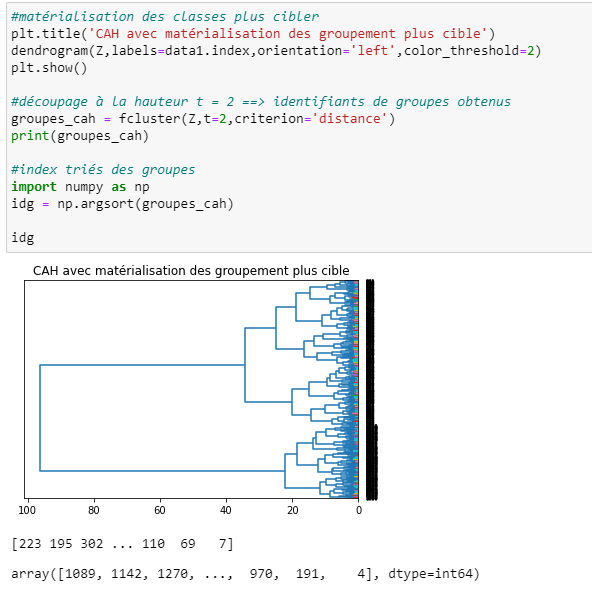 #matérialisation des classes plus cibler
plt.title('CAH avec matérialisation des groupement plus cible')
dendrogram(Z,labels=data1.index,orientation='left',color_threshold=2)
plt.show()
#découpage à la hauteur t = 2 ==> identifiants de groupes obtenus
groupes_cah = fcluster(Z,t=2,criterion='distance')
print(groupes_cah)
#index triés des groupes
import numpy as np
idg = np.argsort(groupes_cah)
idg
CAH avec matérialisation des groupement plus cible
100 80 60 40 20 0
[223 195 302 ... 110  69   7]
array([1089, 1142, 1270, ...,  970,  191,    4], dtype=int64)